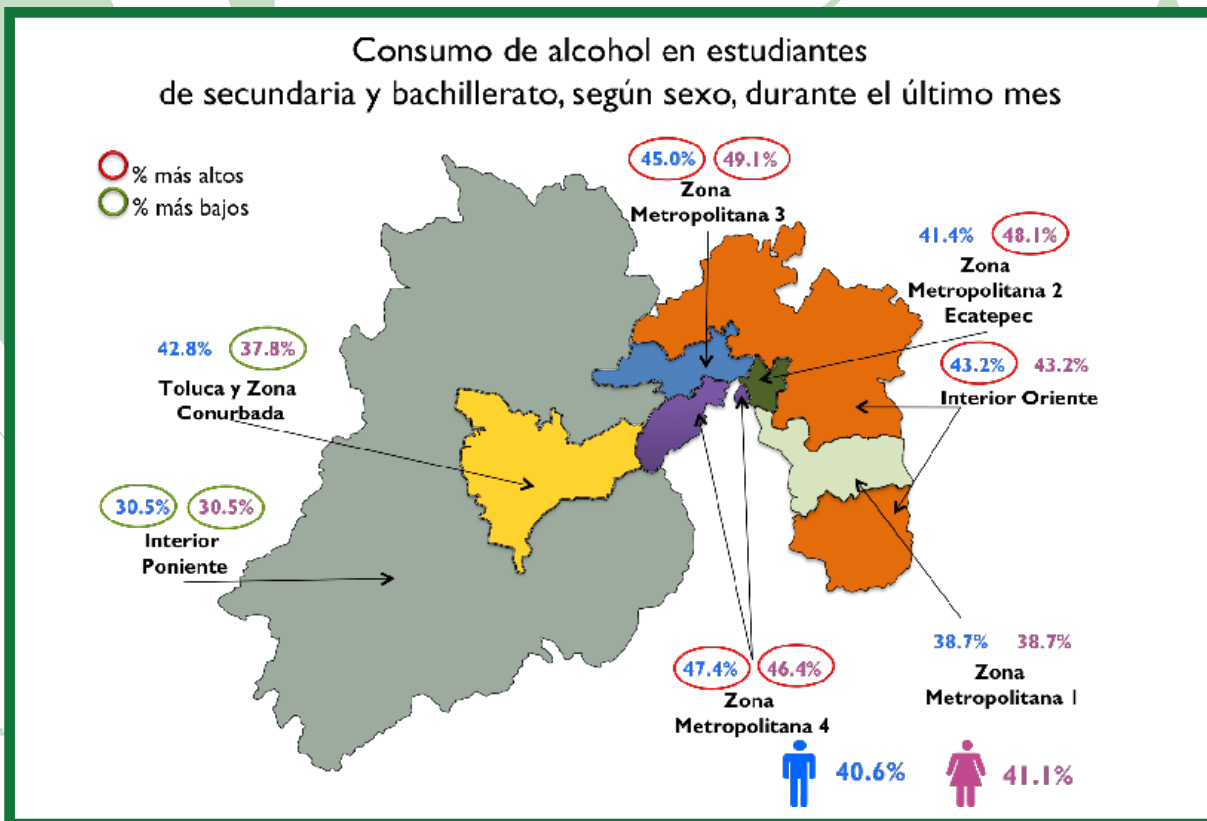 Consumo de alcohol en estudiantes
de secundaria y bachillerato, según sexo, durante el último mes
% más altos
% más bajos
45.0% 49.1%
Zona
Metropolitana 3
41.4% 48.1%
Zona
Metropolitana 2
Ecatepec
42.8% 37.8%
Toluca y Zona
Conurbada
43.2% 43.2%
Interior Oriente
30.5% 30.5%
Interior
Poniente
38.7% 38.7%
Zona
Metropolitana 1
47.4% 46.4%
Zona
Metropolitana 4
40.6% 41.1%